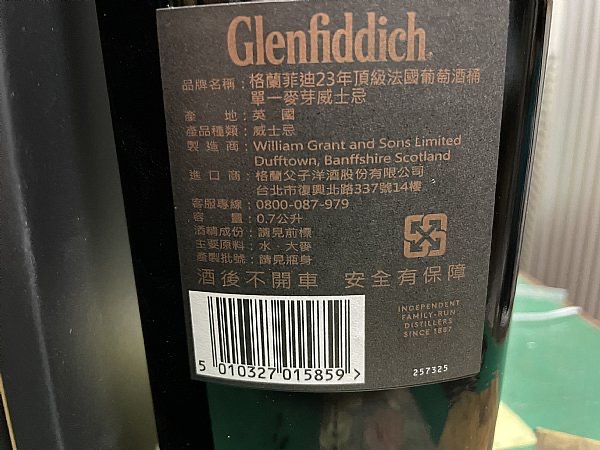 Glenfiddich
品牌名稱：格蘭菲迪23年頂級法國葡萄酒桶
單一麥芽威士忌
產　　地：英　國
產品種類：威士忌
製 造 商：William Grant and Sons Limited
Dufftown, Banffshire Scotland
進 口 商：格蘭父子洋酒股份有限公司
台北市復興北路337號14樓
客服專線：0800-087-979
容　　量：0.7公升
酒精成份：請見前標
主要原料：水．大麥
產製批號：請見瓶身
酒後不開車　安全有保障
INDEPENDENT
FAMILY-RUN
DISTILLERS
SINCE 1887
5 010327 015859 >
257325